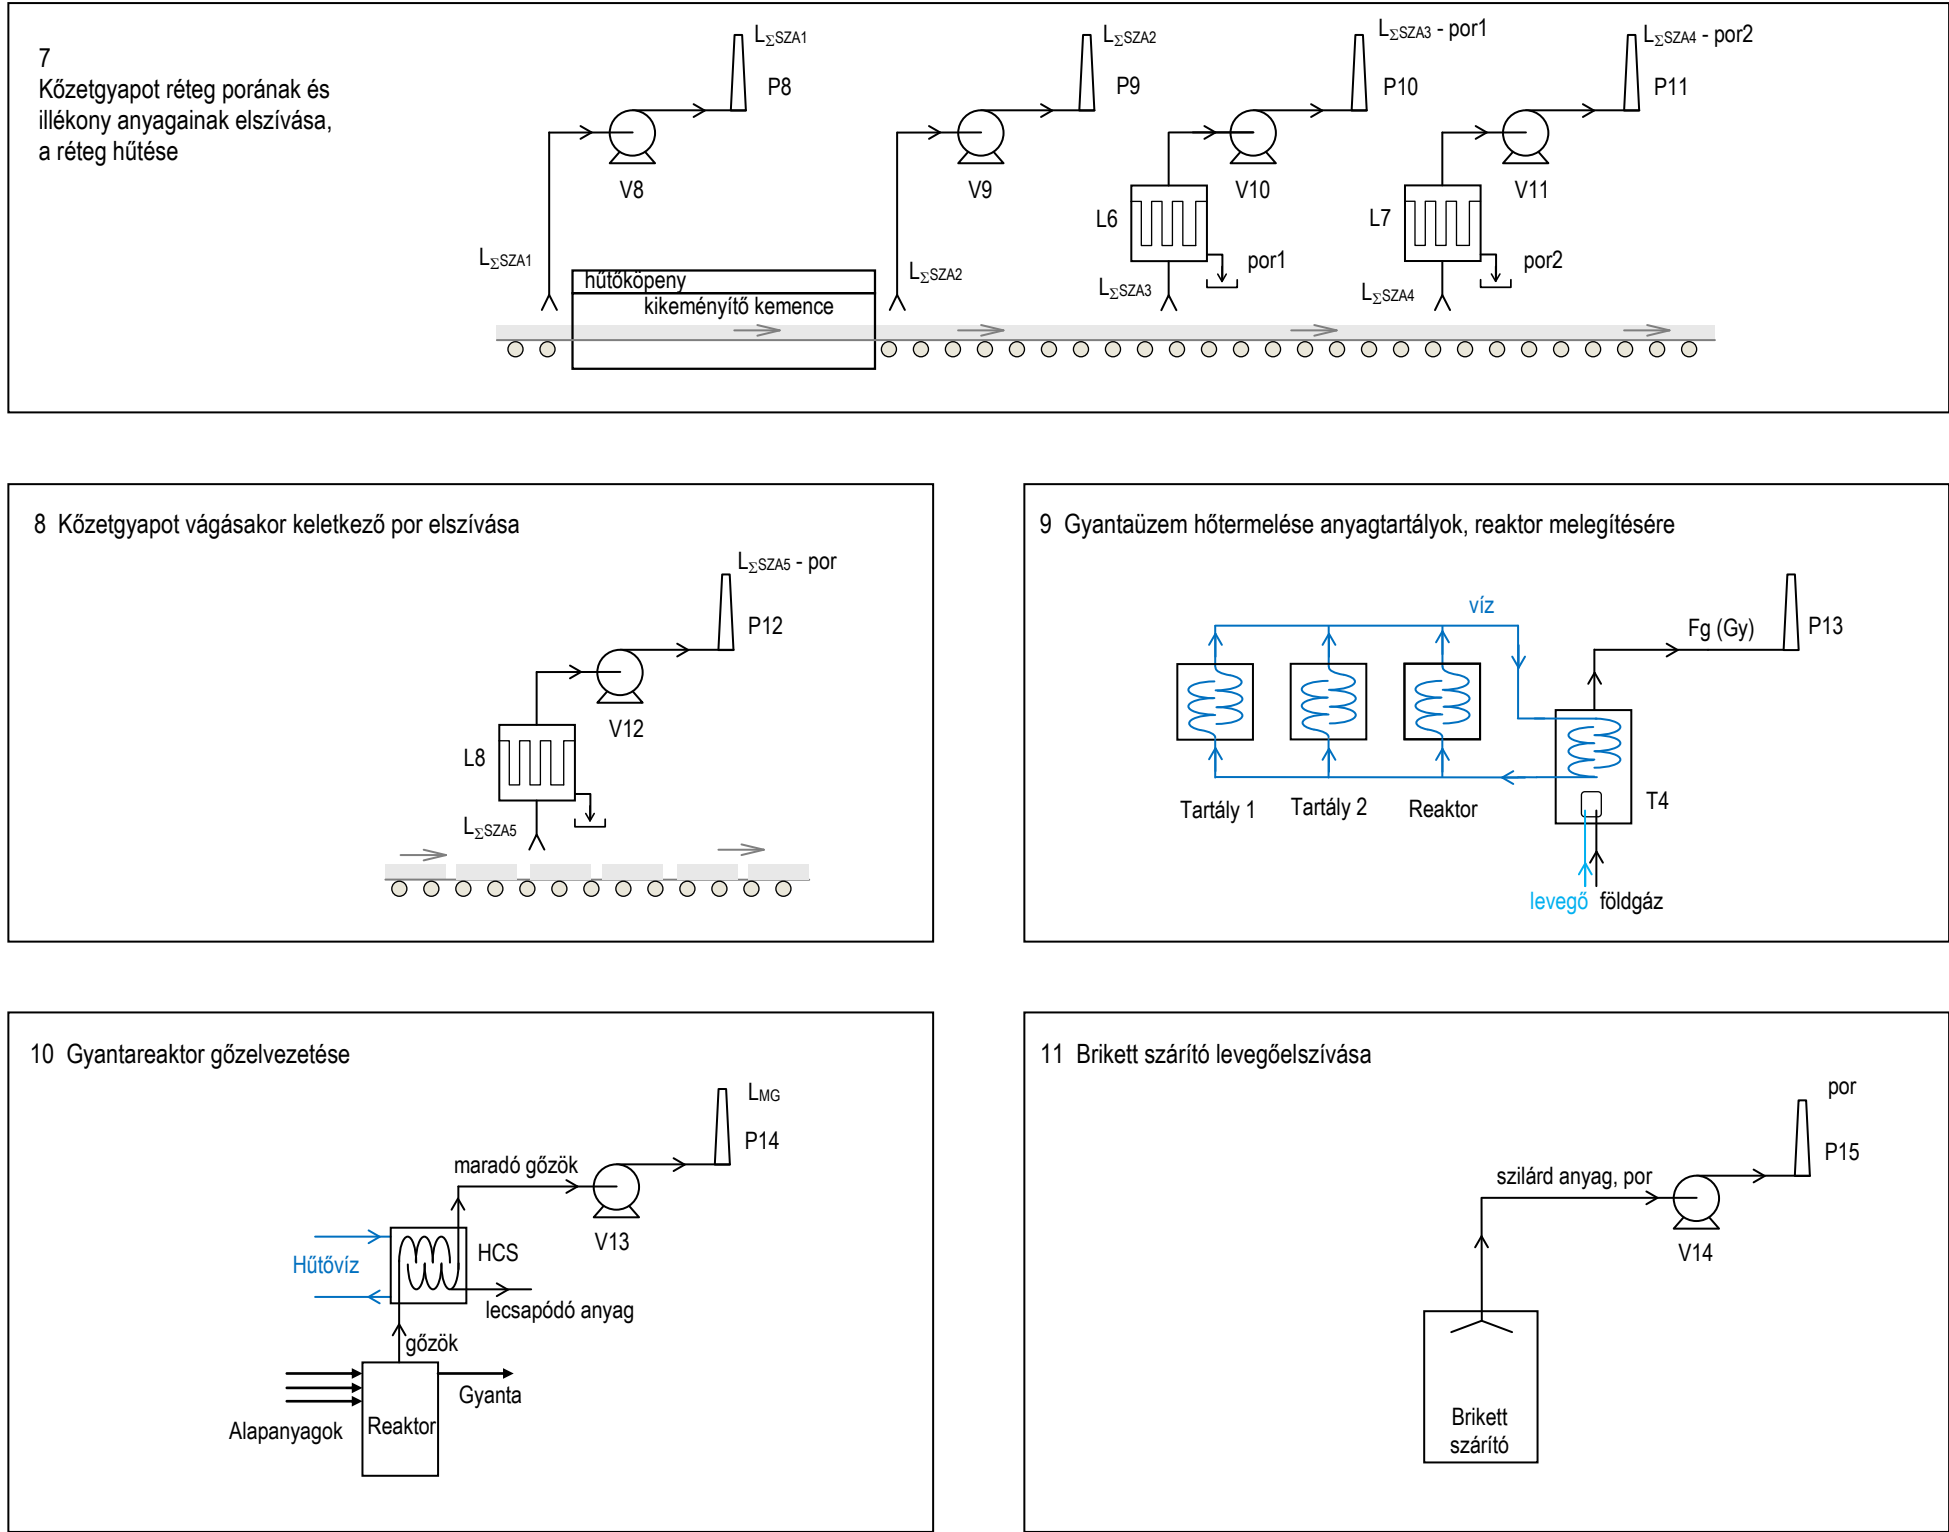 7
Kőzetgyapot réteg porának és
illékony anyagainak elszívása,
a réteg hűtése
LΣSZA1
P8
V8
LΣSZA1
LΣSZA2
P9
V9
LΣSZA2
LΣSZA3 - por1
P10
V10
L6
por1
LΣSZA3
LΣSZA4 - por2
P11
V11
L7
por2
LΣSZA4
hűtőköpeny
kikeményítő kemence
8 Kőzetgyapot vágásakor keletkező por elszívása
LΣSZA5 - por
P12
V12
L8
LΣSZA5
9 Gyantaüzem hőtermelése anyagtartályok, reaktor melegítésére
víz
Fg (Gy)
P13
T4
Tartály 1
Tartály 2
Reaktor
levegő
földgáz
10 Gyantareaktor gőzelvezetése
LMG
P14
maradó gőzök
V13
HCS
Hűtővíz
lecsapódó anyag
gőzök
Gyanta
Alapanyagok
Reaktor
11 Brikett szárító levegőelszívása
por
P15
szilárd anyag, por
V14
Brikett
szárító